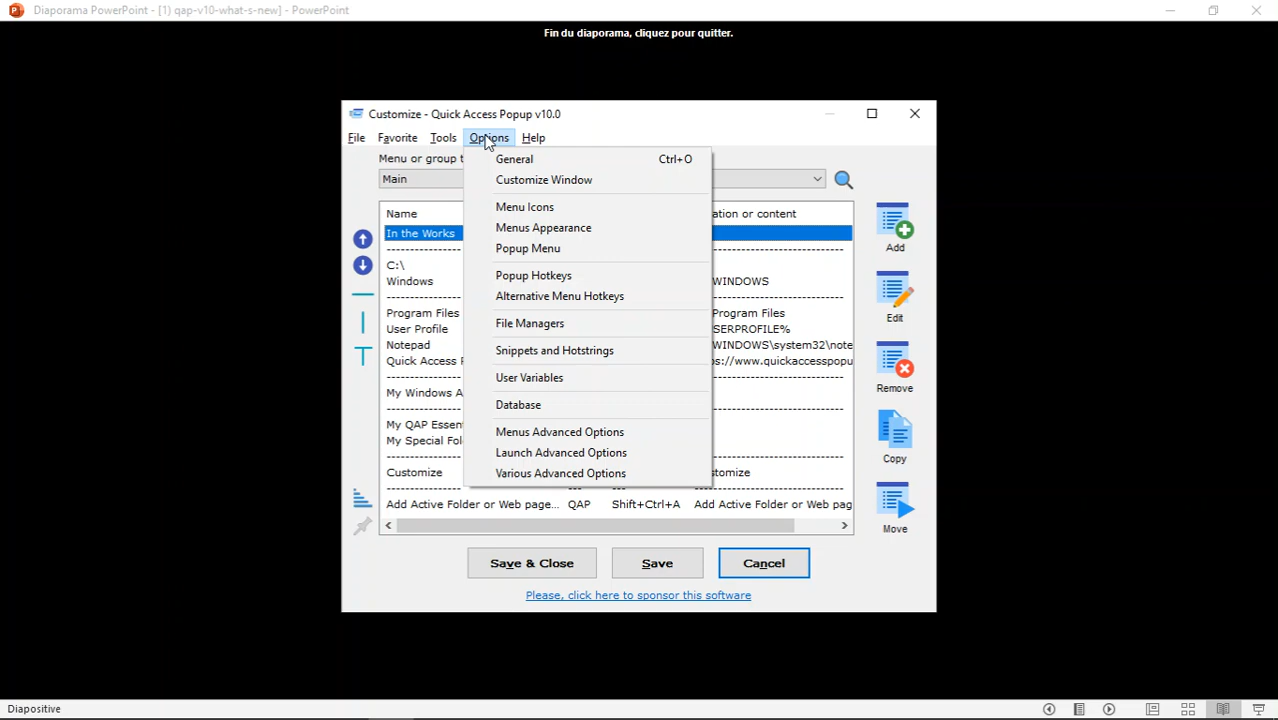 Diaporama PowerPoint - [1) qap-v10-what-s-new] - PowerPoint
Fin du diaporama, cliquez pour quitter.
Customize - Quick Access Popup v10.0
File Favorite Tools Options Help
Menu or group t
Main
General Ctrl+O
Customize Window
Menu Icons
Menus Appearance
Popup Menu
Popup Hotkeys
Alternative Menu Hotkeys
File Managers
Snippets and Hotstrings
User Variables
Database
Menus Advanced Options
Launch Advanced Options
Various Advanced Options
Name ation or content
In the Works
C:\
Windows WINDOWS
Program Files Program Files
User Profile SERPROFILE%
Notepad WINDOWS\system32\note
Quick Access P s://www.quickaccesspopu
My Windows A
My QAP Essen
My Special Fol
Customize stomize
Add Active Folder or Web page... QAP Shift+Ctrl+A Add Active Folder or Web pag
Add
Edit
Remove
Copy
Move
Save & Close Save Cancel
Please, click here to sponsor this software
Diapositive